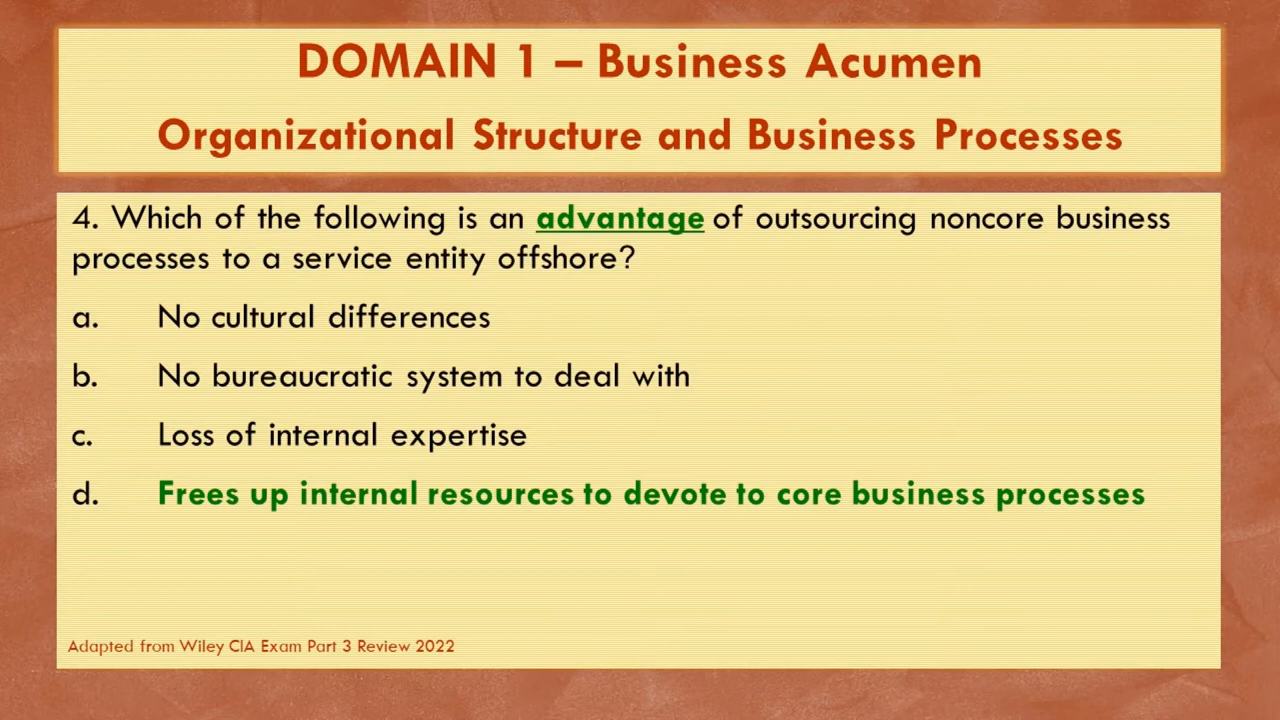 DOMAIN 1 – Business Acumen
Organizational Structure and Business Processes
4. Which of the following is an advantage of outsourcing noncore business
processes to a service entity offshore?
a. No cultural differences
b. No bureaucratic system to deal with
c. Loss of internal expertise
d. Frees up internal resources to devote to core business processes
Adapted from Wiley CIA Exam Part 3 Review 2022